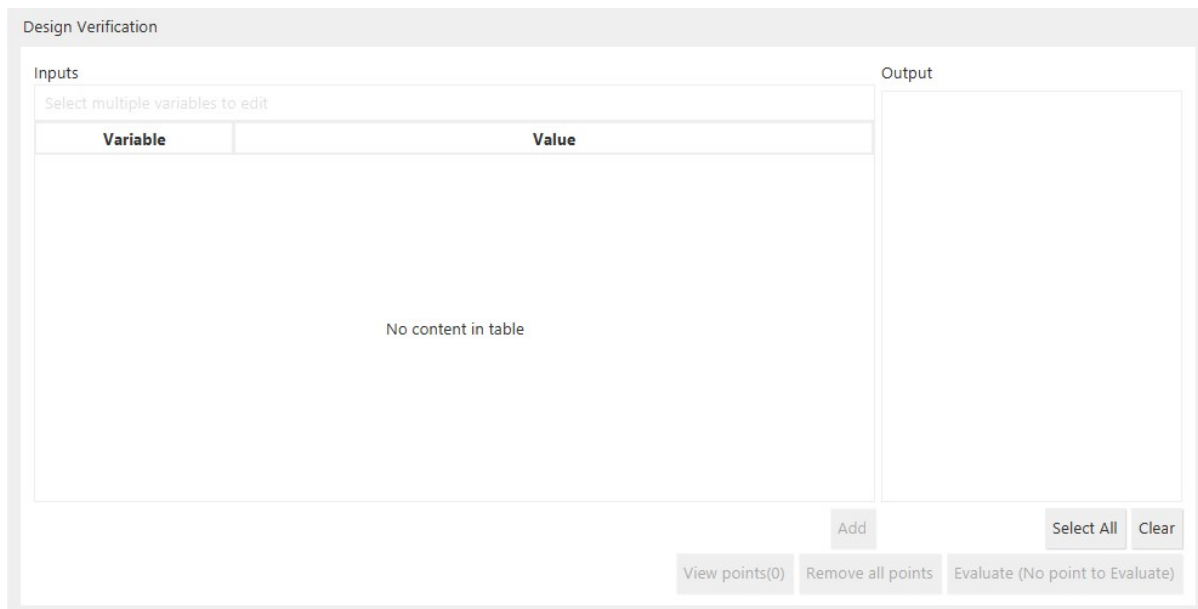 Design Verification
Inputs
Output
Select multiple variables to edit
Variable
Value
No content in table
Add
Select All
Clear
View points(0)
Remove all points
Evaluate (No point to Evaluate)